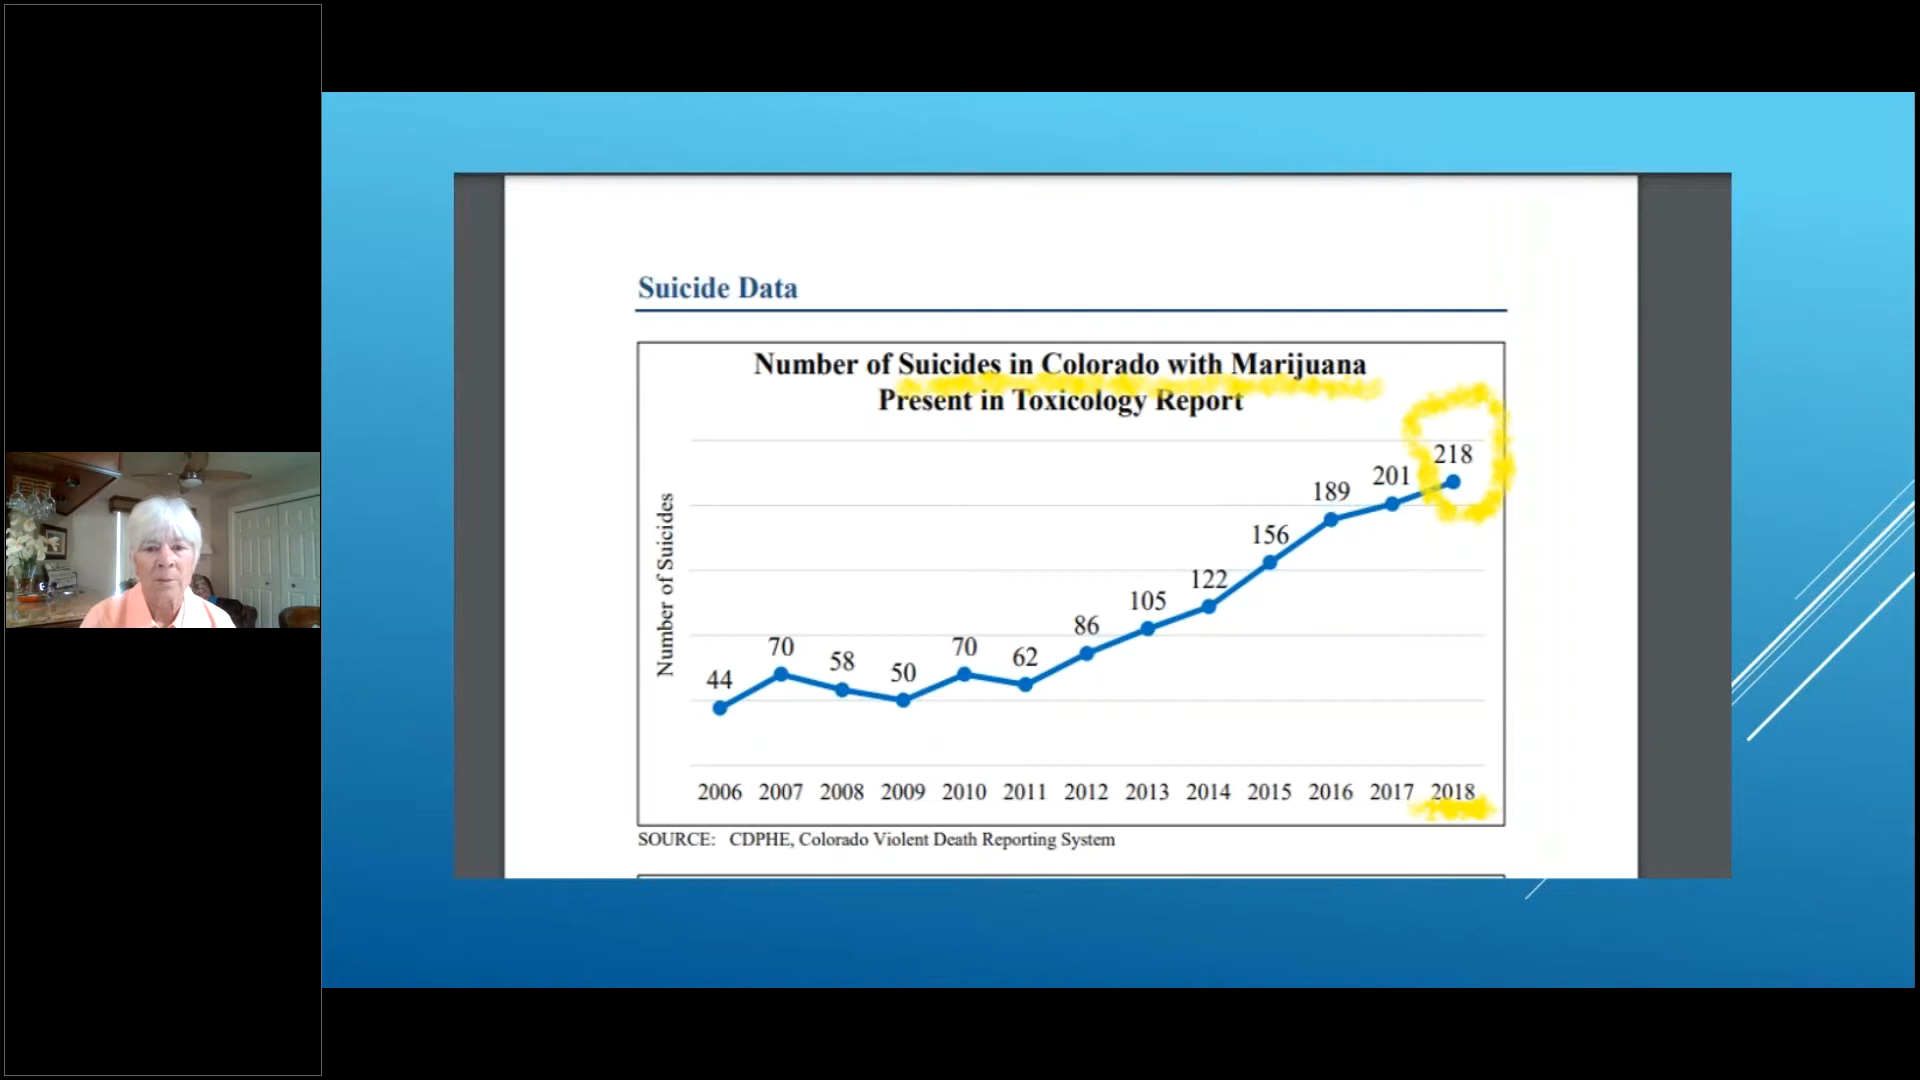 Suicide Data
Number of Suicides in Colorado with Marijuana
Present in Toxicology Report
Number of Suicides
44
70
58
50
70
62
86
105
122
156
189
201
218
2006 2007 2008 2009 2010 2011 2012 2013 2014 2015 2016 2017 2018
SOURCE: CDPHE, Colorado Violent Death Reporting System